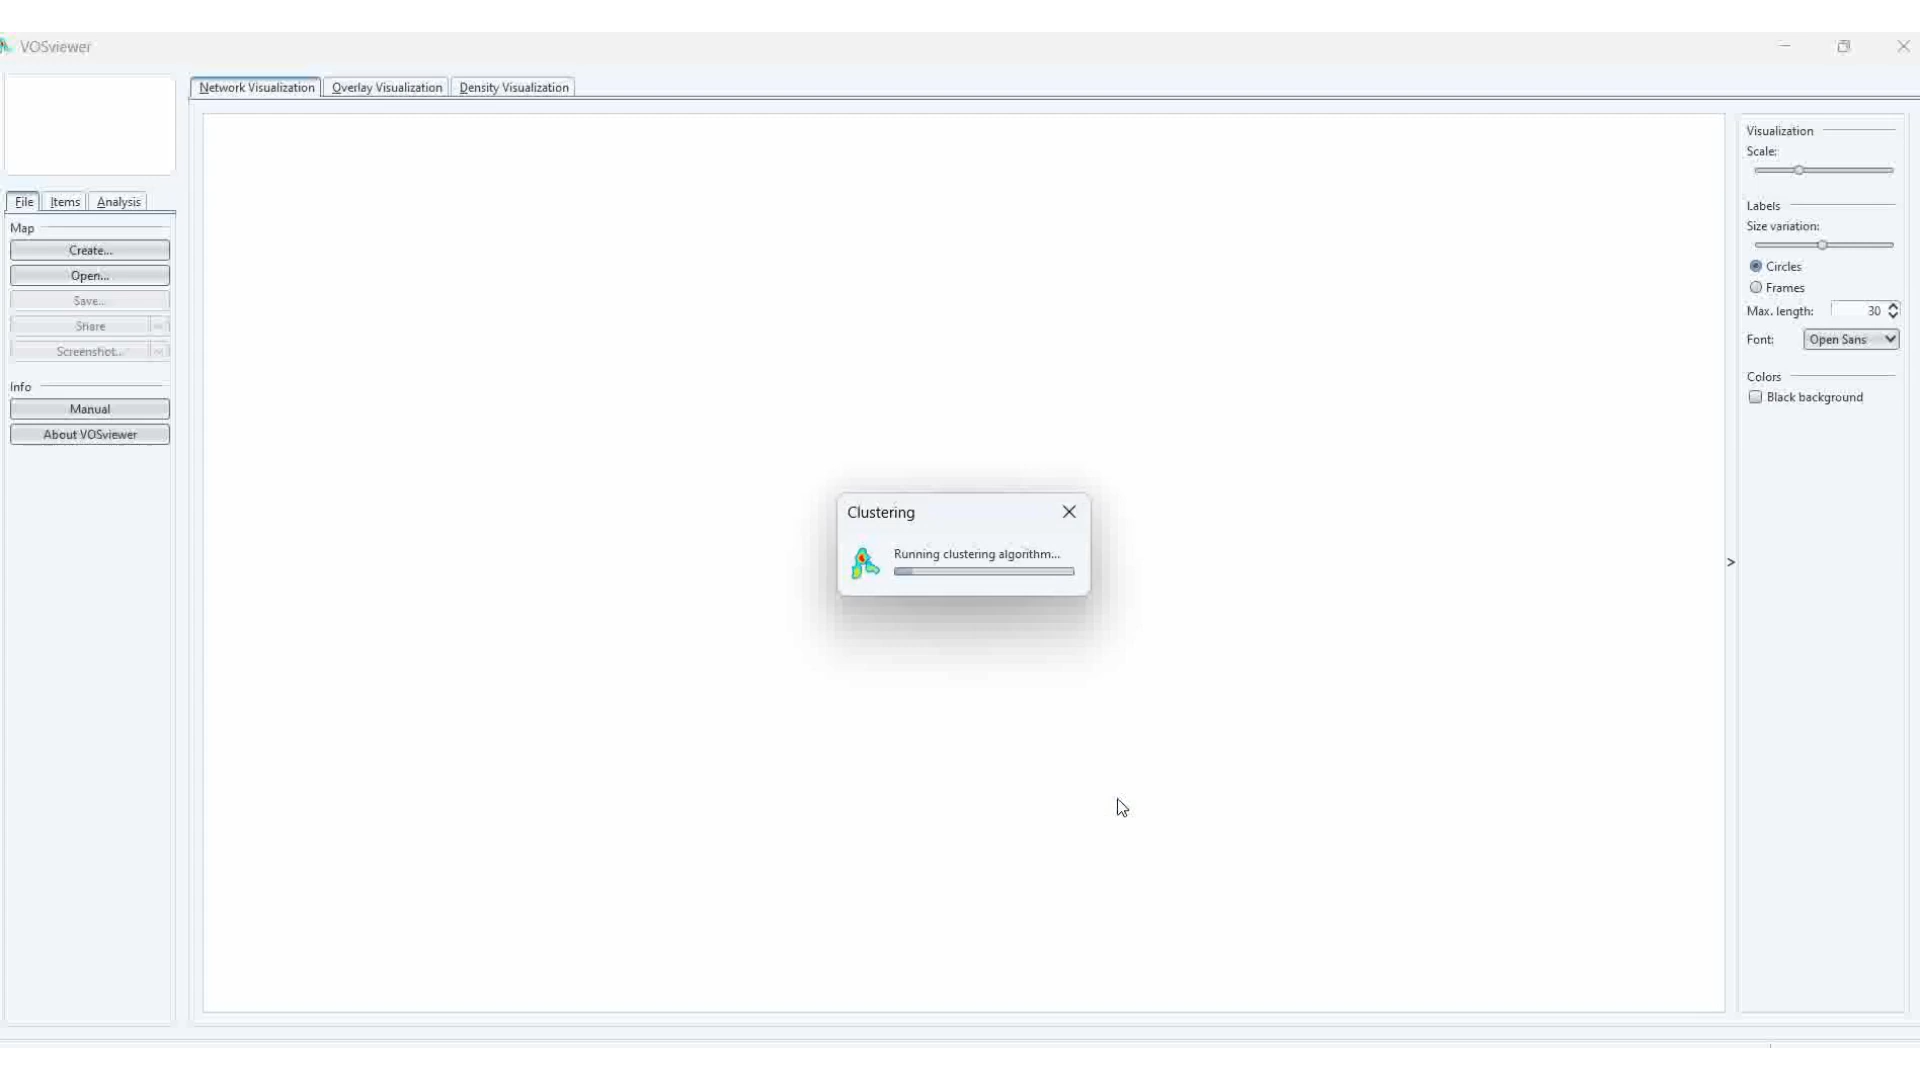 VOSviewer
Network Visualization
Overlay Visualization
Density Visualization
File
Items
Analysis
Map
Create...
Open...
Save...
Share
Screenshot...
Info
Manual
About VOSviewer
Clustering
Running clustering algorithm...
>
Visualization
Scale:
Labels
Size variation:
Circles
Frames
Max. length: 30
Font: Open Sans
Colors
Black background